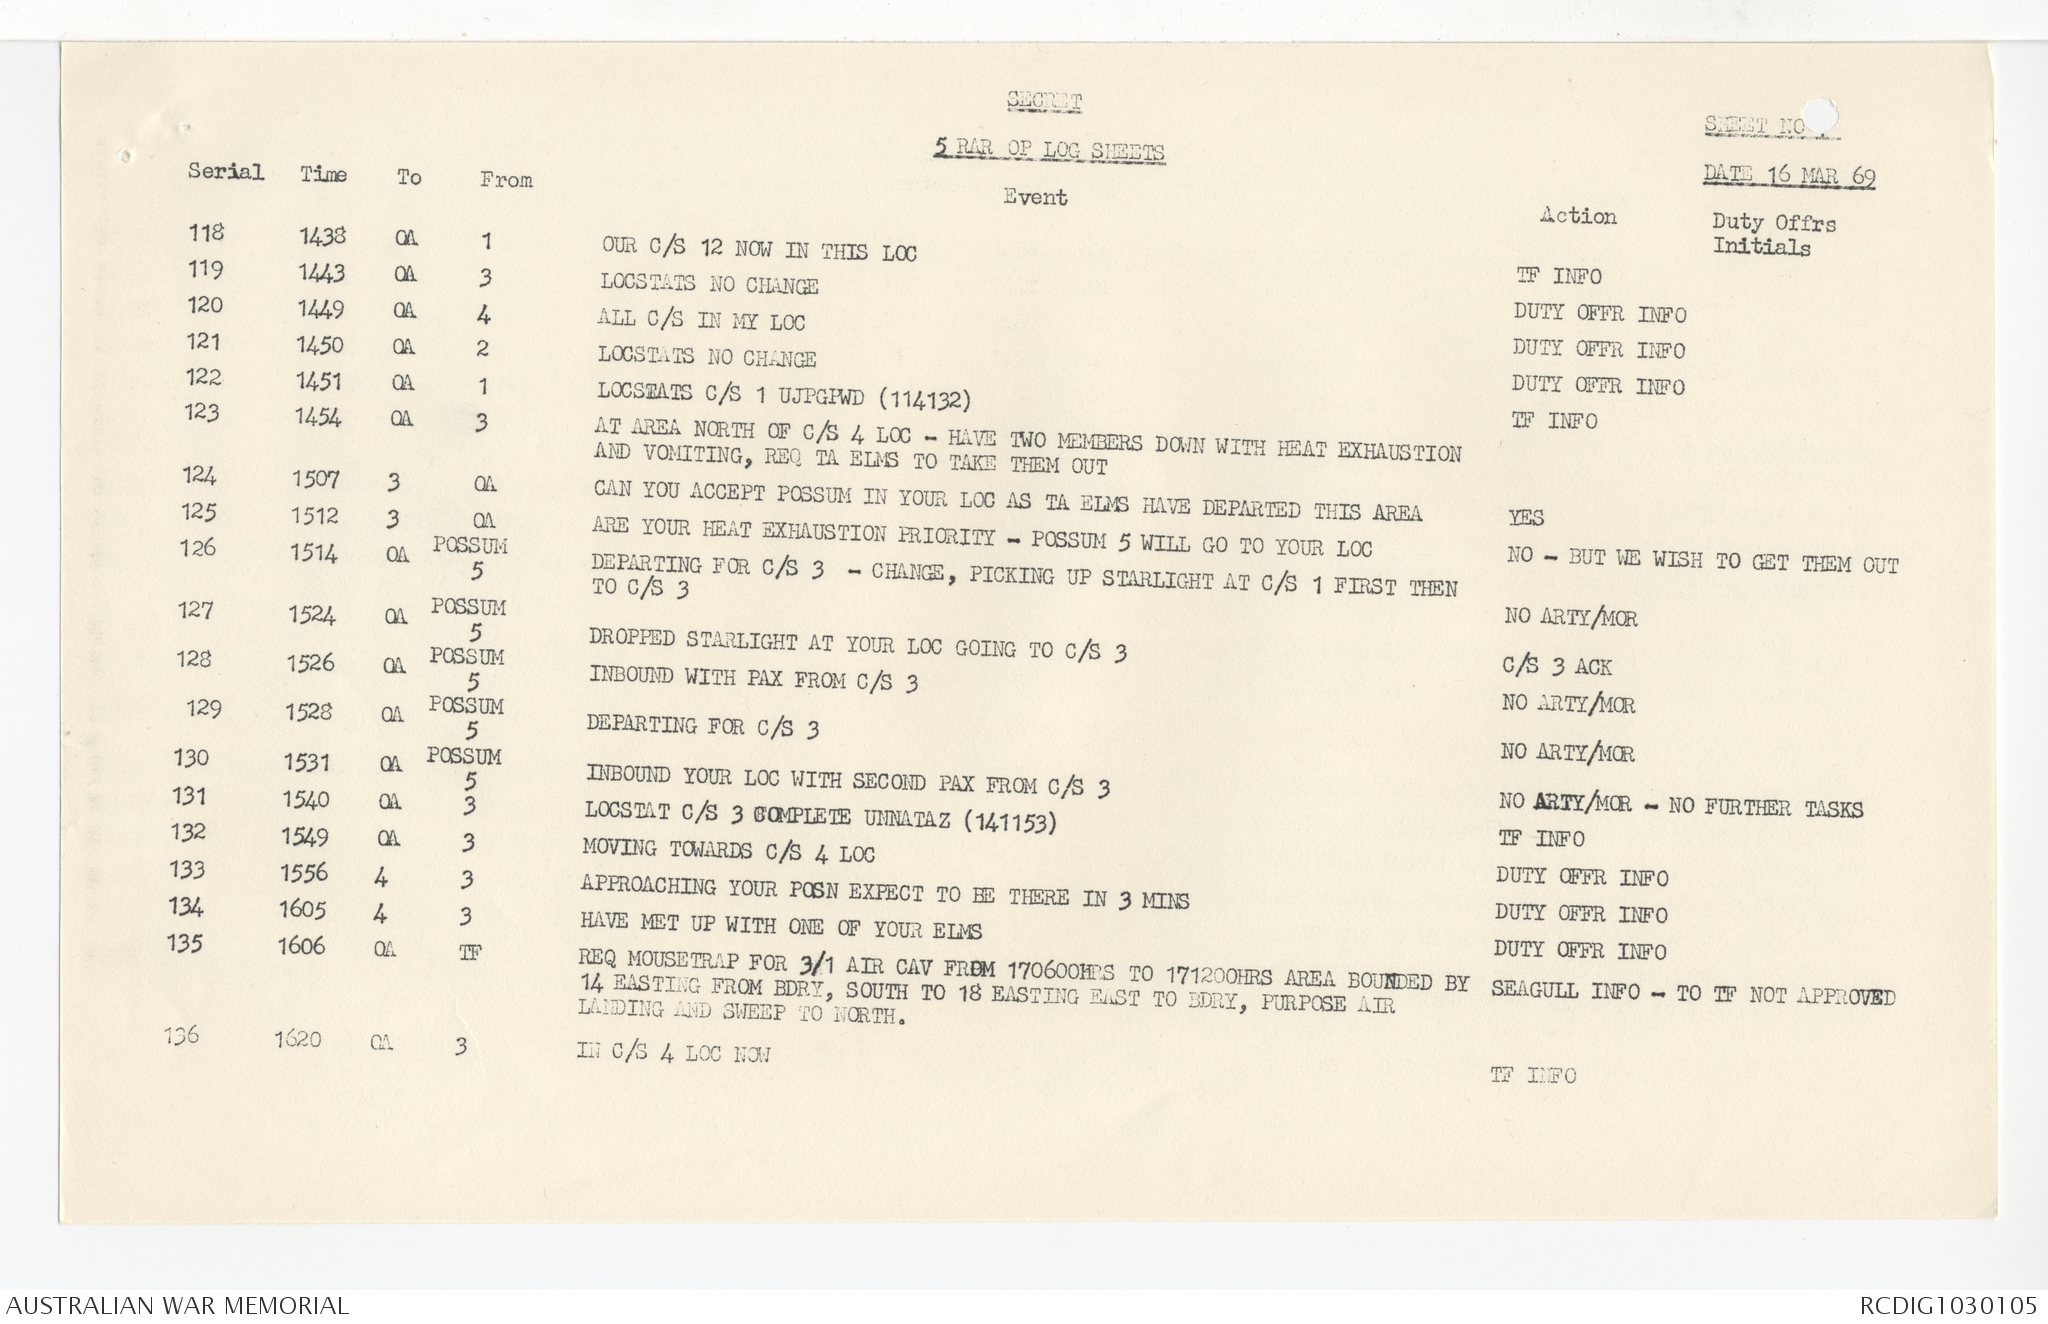 SECRET
5 RAR OP LOG SHEETS
SHEET NO
DATE 16 MAR 69
Serial Time To From Event Action Duty Offrs
Initials
118 1438 OA 1 OUR C/S 12 NOW IN THIS LOC TF INFO
119 1443 OA 3 LOCSTATS NO CHANGE DUTY OFFR INFO
120 1449 OA 4 ALL C/S IN MY LOC DUTY OFFR INFO
121 1450 OA 2 LOCSTATS NO CHANGE DUTY OFFR INFO
122 1451 OA 1 LOCSTATS C/S 1 UJPGPWD (114132) TF INFO
123 1454 OA 3 AT AREA NORTH OF C/S 4 LOC - HAVE TWO MEMBERS DOWN WITH HEAT EXHAUSTION
AND VOMITING, REQ TA ELMS TO TAKE THEM OUT
124 1507 3 OA CAN YOU ACCEPT POSSUM IN YOUR LOC AS TA ELMS HAVE DEPARTED THIS AREA YES
125 1512 3 OA ARE YOUR HEAT EXHAUSTION PRIORITY - POSSUM 5 WILL GO TO YOUR LOC NO - BUT WE WISH TO GET THEM OUT
126 1514 OA POSSUM DEPARTING FOR C/S 3 - CHANGE, PICKING UP STARLIGHT AT C/S 1 FIRST THEN
5 TO C/S 3 NO ARTY/MOR
127 1524 OA POSSUM
5 DROPPED STARLIGHT AT YOUR LOC GOING TO C/S 3 C/S 3 ACK
128 1526 OA POSSUM
5 INBOUND WITH PAX FROM C/S 3 NO ARTY/MOR
129 1528 OA POSSUM
5 DEPARTING FOR C/S 3 NO ARTY/MOR
130 1531 OA POSSUM
5 INBOUND YOUR LOC WITH SECOND PAX FROM C/S 3 NO ARTY/MOR - NO FURTHER TASKS
131 1540 OA 3 LOCSTAT C/S 3 COMPLETE UNNATAZ (141153) TF INFO
132 1549 OA 3 MOVING TOWARDS C/S 4 LOC DUTY OFFR INFO
133 1556 4 3 APPROACHING YOUR POSN EXPECT TO BE THERE IN 3 MINS DUTY OFFR INFO
134 1605 4 3 HAVE MET UP WITH ONE OF YOUR ELMS DUTY OFFR INFO
135 1606 OA TF REQ MOUSETRAP FOR 3/1 AIR CAV FROM 170600HRS TO 171200HRS AREA BOUNDED BY SEAGULL INFO - TO TF NOT APPROVED
14 EASTING FROM BDRY, SOUTH TO 18 EASTING EAST TO BDRY, PURPOSE AIR
LANDING AND SWEEP TO NORTH.
136 1620 OA 3 IN C/S 4 LOC NOW TF INFO
AUSTRALIAN WAR MEMORIAL RCDIG1030105